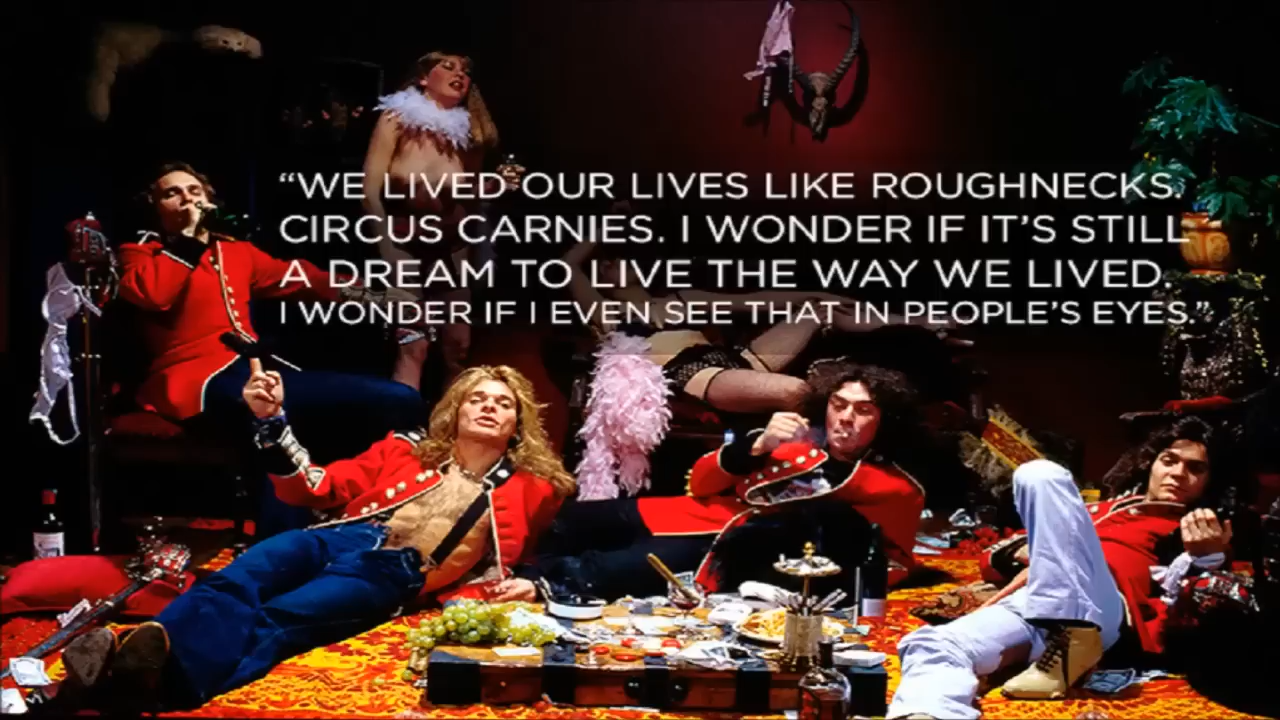 “WE LIVED OUR LIVES LIKE ROUGHNECKS.
CIRCUS CARNIES. I WONDER IF IT’S STILL
A DREAM TO LIVE THE WAY WE LIVED.
I WONDER IF I EVEN SEE THAT IN PEOPLE’S EYES.”